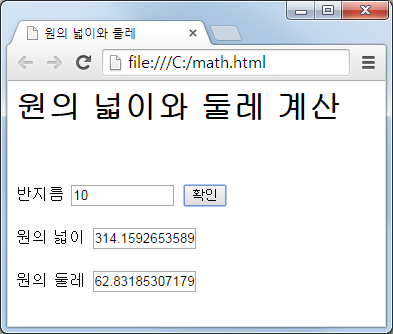 원의 넓이와 둘레
file:///C:/math.html
원의 넓이와 둘레 계산
반지름 10 확인
원의 넓이 314.1592653589
원의 둘레 62.83185307179